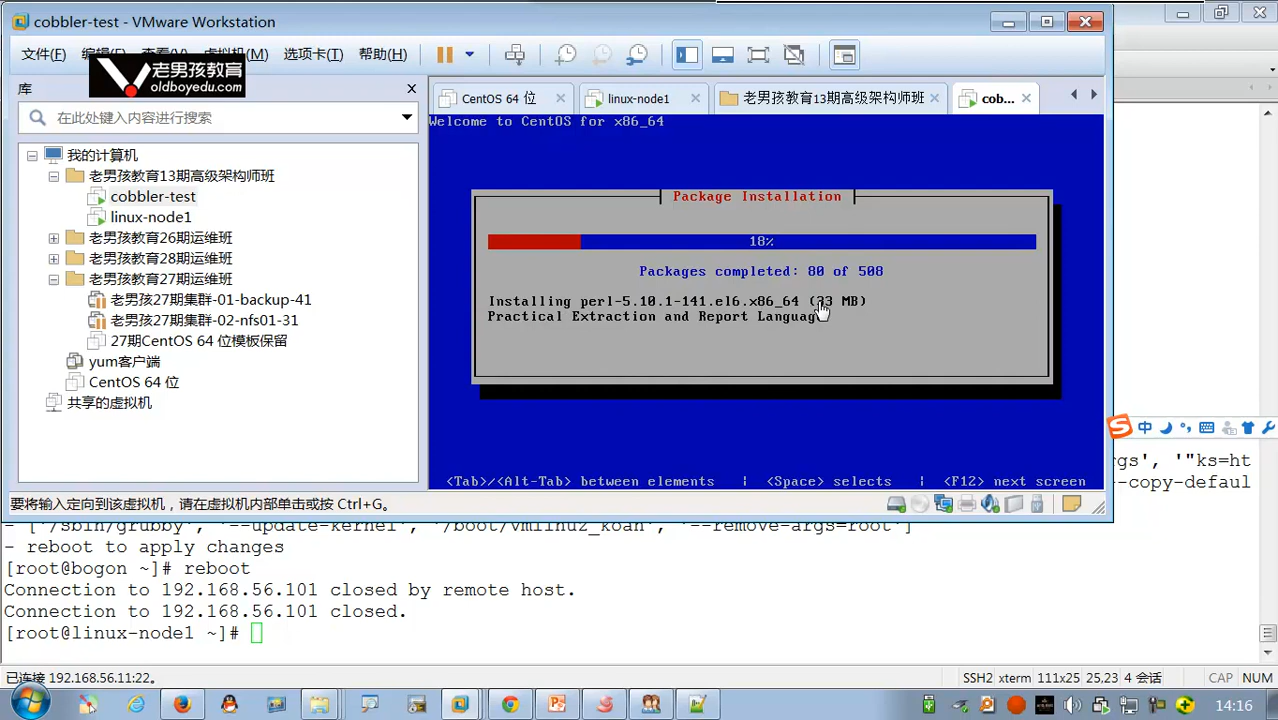 cobbler-test - VMware Workstation
文件(F) 编辑(E) 查看(V) 虚拟机(M) 选项卡(T) 帮助(H)
老男孩教育
oldboyedu.com
库
在此处键入内容进行搜索
我的计算机
老男孩教育13期高级架构师班
cobbler-test
linux-node1
老男孩教育26期运维班
老男孩教育28期运维班
老男孩教育27期运维班
老男孩27期集群-01-backup-41
老男孩27期集群-02-nfs01-31
27期CentOS 64 位模板保留
yum客户端
CentOS 64 位
共享的虚拟机
CentOS 64 位 linux-node1 老男孩教育13期高级架构师班 cob...
Welcome to CentOS for x86_64
Package Installation
18%
Packages completed: 80 of 508
Installing perl-5.10.1-141.el6.x86_64 (33 MB)
Practical Extraction and Report Language
<Tab>/<Alt-Tab> between elements | <Space> selects | <F12> next screen
要将输入定向到该虚拟机，请在虚拟机内部单击或按 Ctrl+G。
中
gs', '"ks=ht
--copy-defaul
- ['/sbin/grubby', '--update-kernel', '/boot/vmlinuz_koan', '--remove-args=root']
- reboot to apply changes
[root@bogon ~]# reboot
Connection to 192.168.56.101 closed by remote host.
Connection to 192.168.56.101 closed.
[root@linux-node1 ~]#
已连接 192.168.56.11:22。 SSH2 xterm 111x25 25,23 4 会话 CAP NUM
14:16